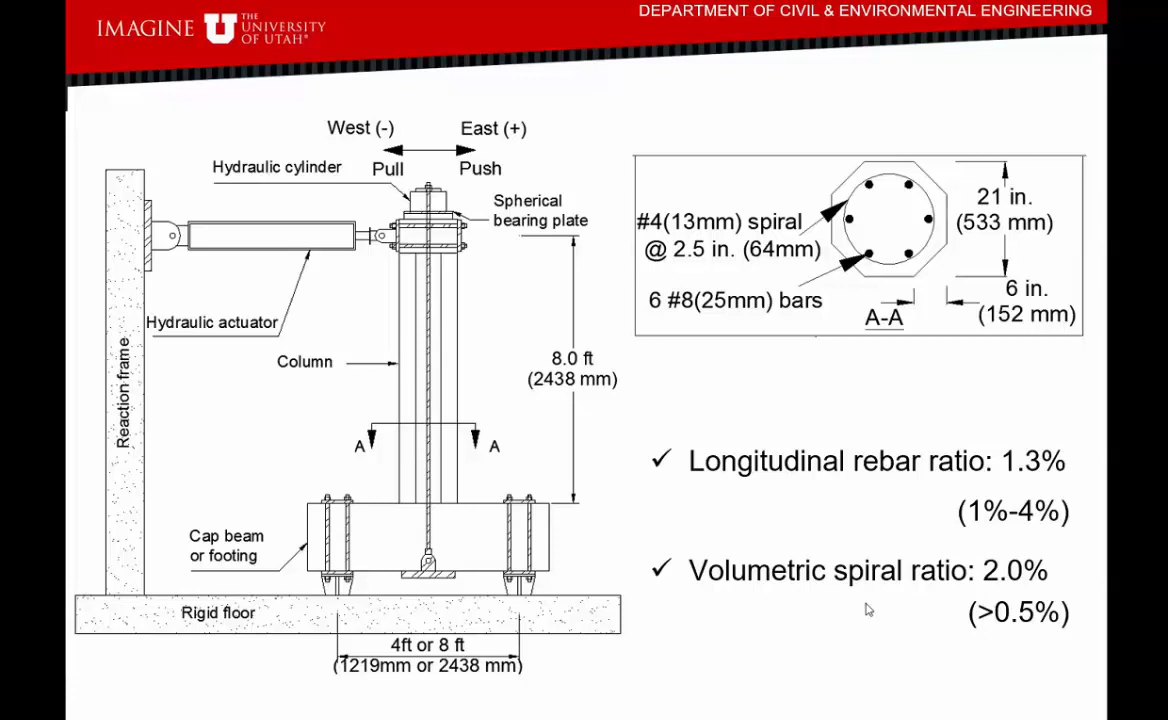 DEPARTMENT OF CIVIL & ENVIRONMENTAL ENGINEERING
IMAGINE
U
THE
UNIVERSITY
OF UTAH®
West (-)
East (+)
Pull
Push
Hydraulic cylinder
Spherical
bearing plate
Hydraulic actuator
Reaction frame
Column
8.0 ft
(2438 mm)
A
A
Cap beam
or footing
Rigid floor
4ft or 8 ft
(1219mm or 2438 mm)
#4(13mm) spiral
@ 2.5 in. (64mm)
6 #8(25mm) bars
21 in.
(533 mm)
6 in.
(152 mm)
A-A
✓ Longitudinal rebar ratio: 1.3%
(1%-4%)
✓ Volumetric spiral ratio: 2.0%
(>0.5%)